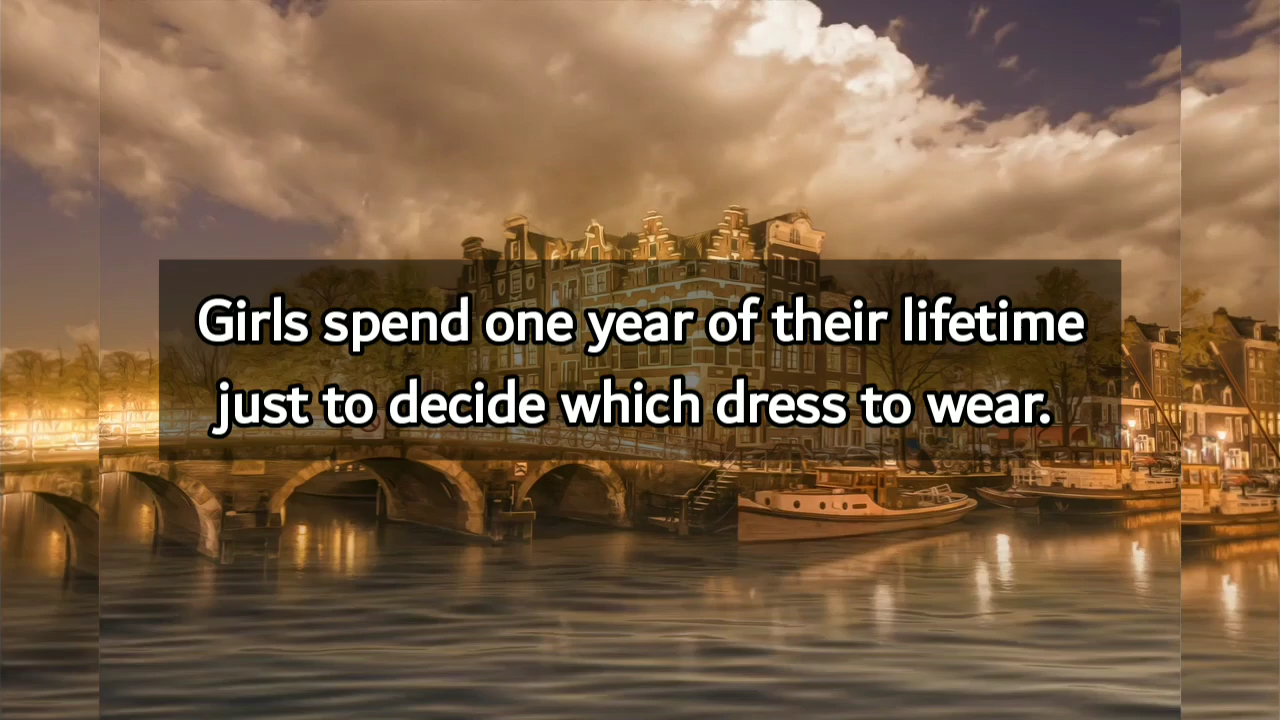 Girls spend one year of their lifetime
just to decide which dress to wear.